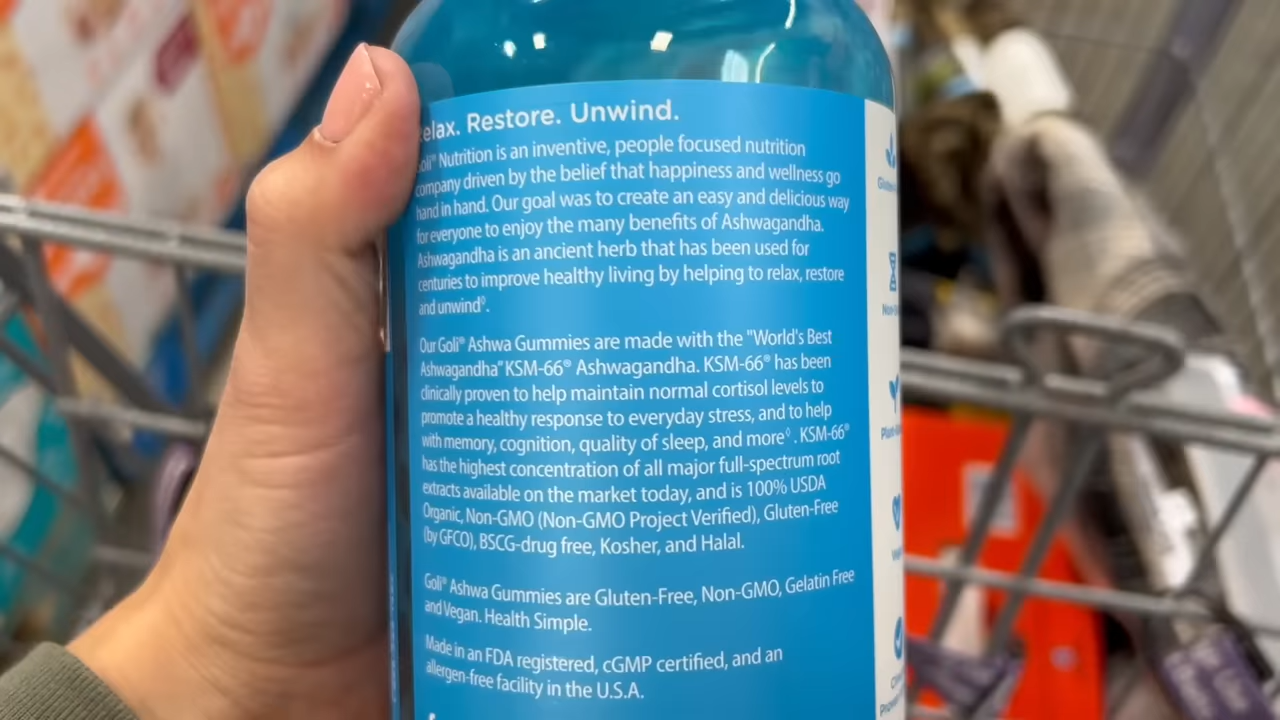 elax. Restore. Unwind.
oli® Nutrition is an inventive, people focused nutrition
company driven by the belief that happiness and wellness go
hand in hand. Our goal was to create an easy and delicious way
for everyone to enjoy the many benefits of Ashwagandha.
Ashwagandha is an ancient herb that has been used for
centuries to improve healthy living by helping to relax, restore
and unwind◊.
Our Goli® Ashwa Gummies are made with the "World's Best
Ashwagandha" KSM-66® Ashwagandha. KSM-66® has been
clinically proven to help maintain normal cortisol levels to
promote a healthy response to everyday stress, and to help
with memory, cognition, quality of sleep, and more◊. KSM-66®
has the highest concentration of all major full-spectrum root
extracts available on the market today, and is 100% USDA
Organic, Non-GMO (Non-GMO Project Verified), Gluten-Free
(by GFCO), BSCG-drug free, Kosher, and Halal.
Goli® Ashwa Gummies are Gluten-Free, Non-GMO, Gelatin Free
and Vegan. Health Simple.
Made in an FDA registered, cGMP certified, and an
allergen-free facility in the U.S.A.